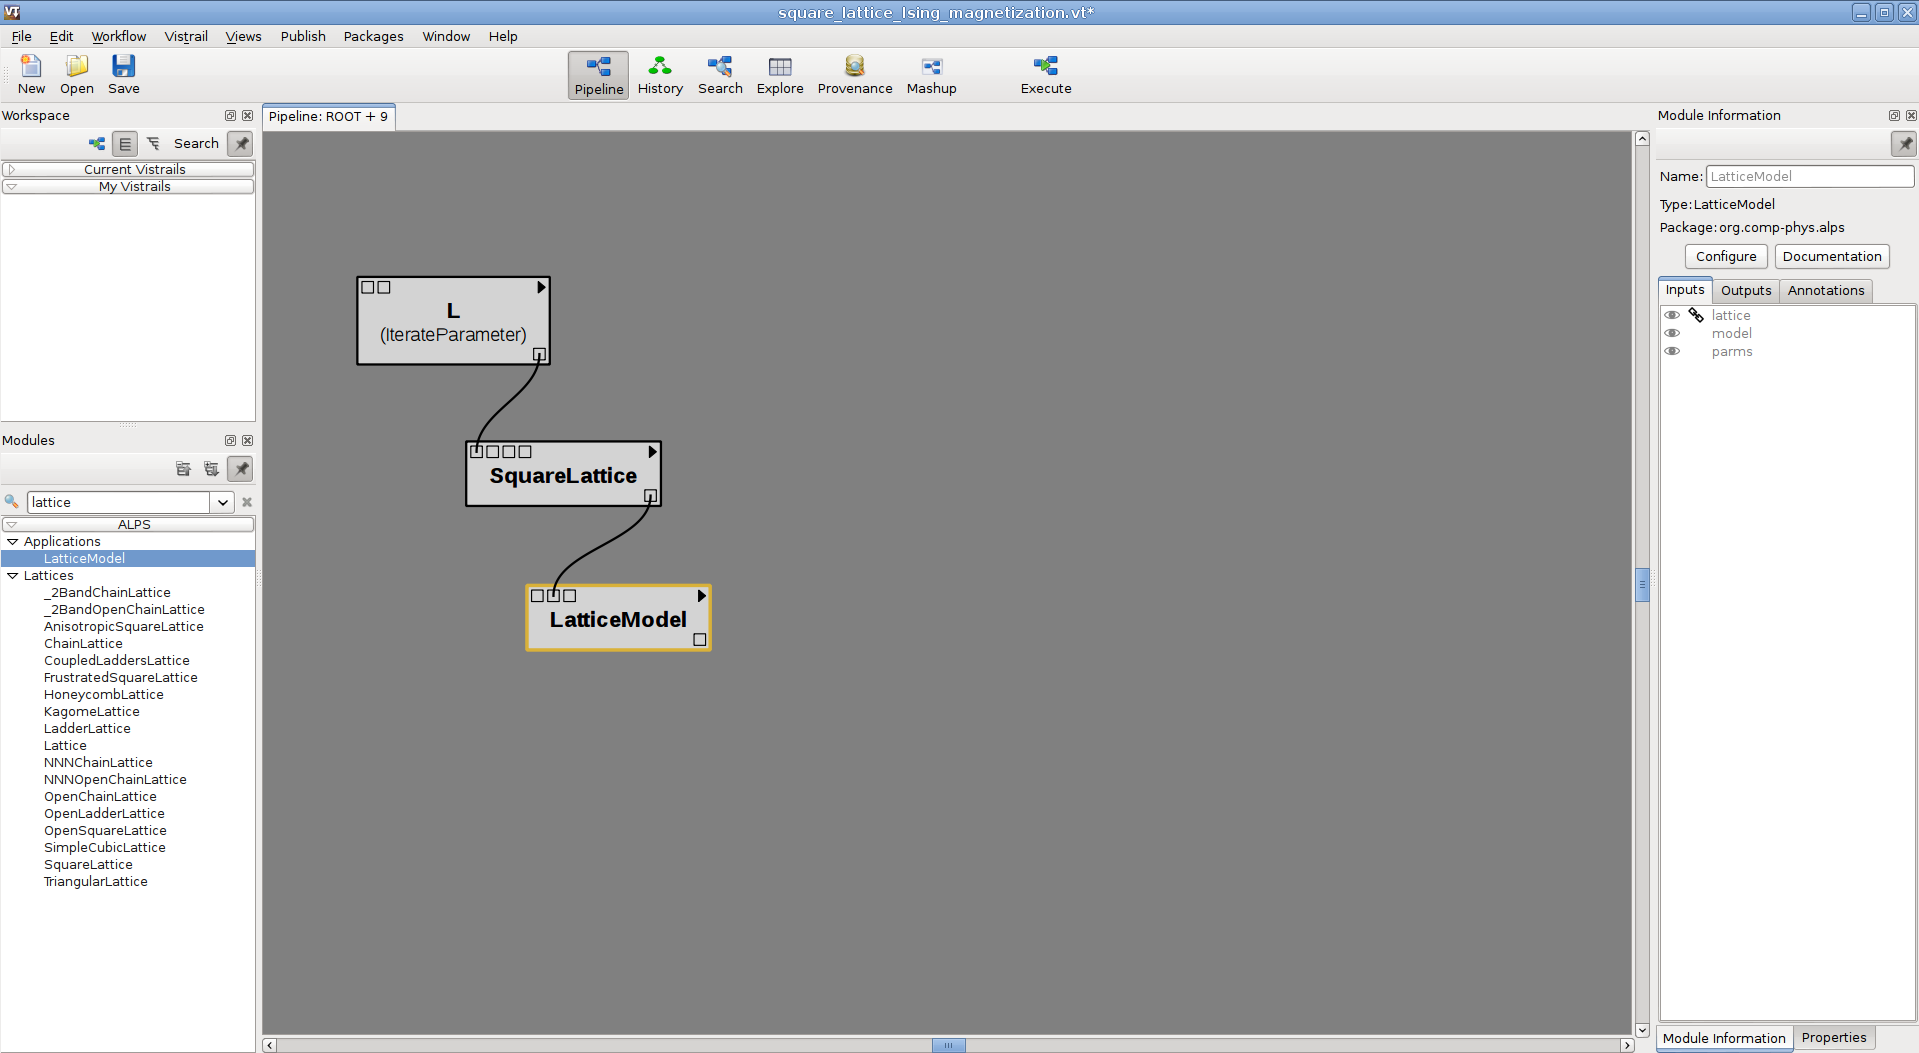 VT
square_lattice_Ising_magnetization.vt*
File Edit Workflow Vistrail Views Publish Packages Window Help
New Open Save Pipeline History Search Explore Provenance Mashup Execute
Workspace
Search
Current Vistrails
My Vistrails
Modules
lattice
ALPS
Applications
LatticeModel
Lattices
_2BandChainLattice
_2BandOpenChainLattice
AnisotropicSquareLattice
ChainLattice
CoupledLaddersLattice
FrustratedSquareLattice
HoneycombLattice
KagomeLattice
LadderLattice
Lattice
NNNChainLattice
NNNOpenChainLattice
OpenChainLattice
OpenLadderLattice
OpenSquareLattice
SimpleCubicLattice
SquareLattice
TriangularLattice
Pipeline: ROOT + 9
L
(IterateParameter)
SquareLattice
LatticeModel
Module Information
Name: LatticeModel
Type: LatticeModel
Package: org.comp-phys.alps
Configure Documentation
Inputs Outputs Annotations
lattice
model
parms
Module Information Properties